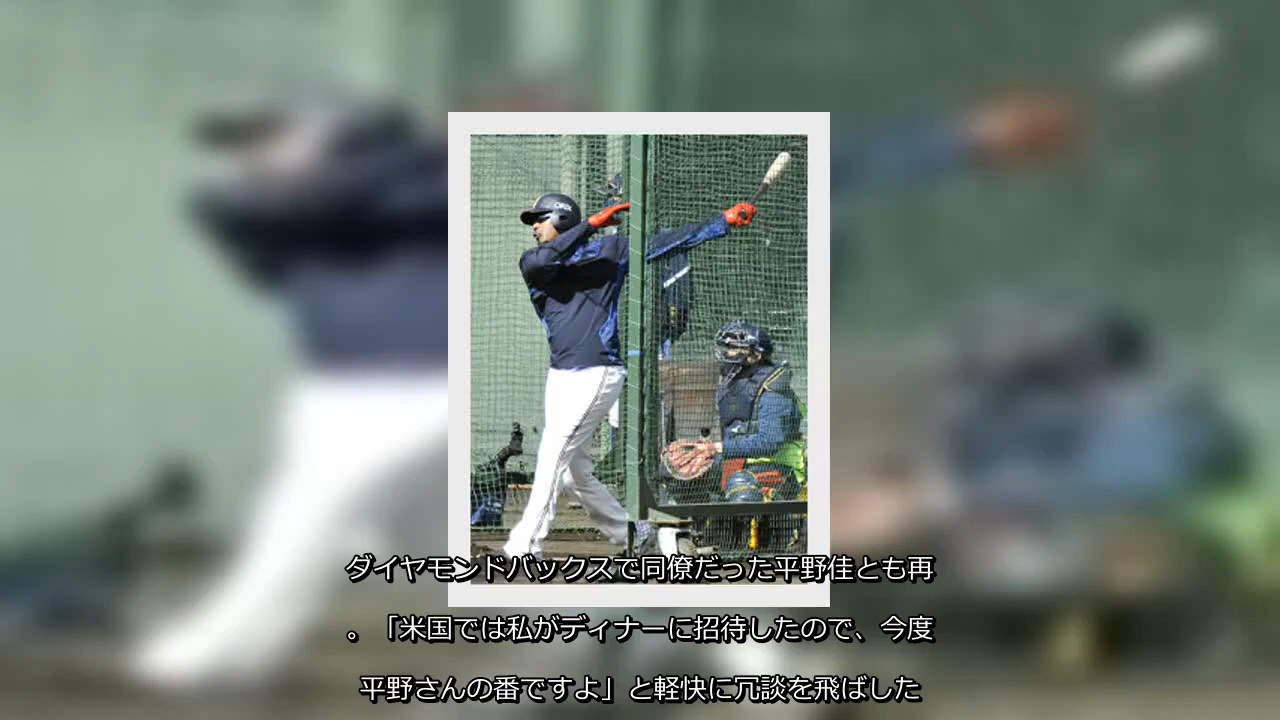 ダイヤモンドバックスで同僚だった平野佳とも再
。「米国では私がディナーに招待したので、今度
平野さんの番ですよ」と軽快に冗談を飛ばした